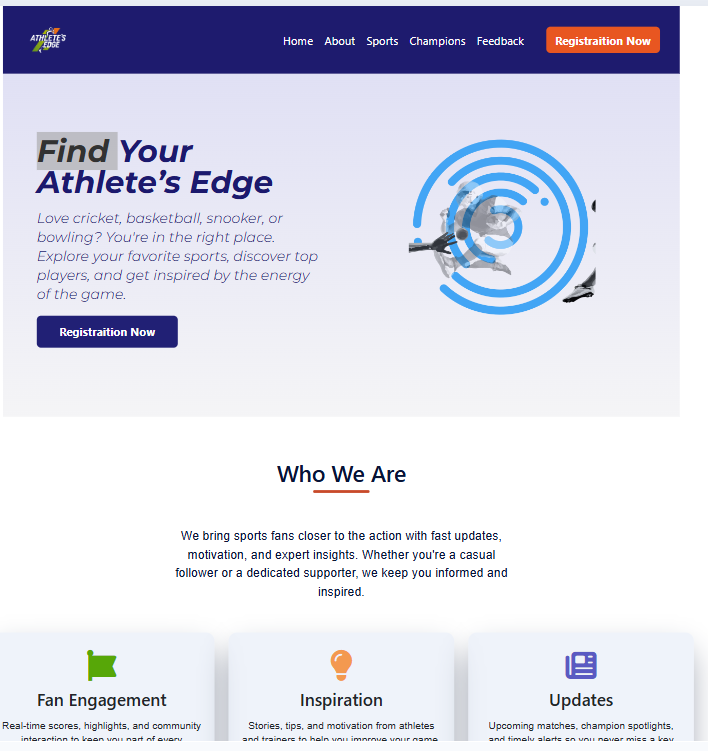 ATHLETE'S
EDGE
Home About Sports Champions Feedback Registraition Now
Find Your
Athlete’s Edge
Love cricket, basketball, snooker, or
bowling? You're in the right place.
Explore your favorite sports, discover top
players, and get inspired by the energy
of the game.
Registraition Now
Who We Are
We bring sports fans closer to the action with fast updates,
motivation, and expert insights. Whether you're a casual
follower or a dedicated supporter, we keep you informed and
inspired.
Fan Engagement
Real-time scores, highlights, and community
interaction to keep you part of every
Inspiration
Stories, tips, and motivation from athletes
and trainers to help you improve your game
Updates
Upcoming matches, champion spotlights,
and timely alerts so you never miss a key